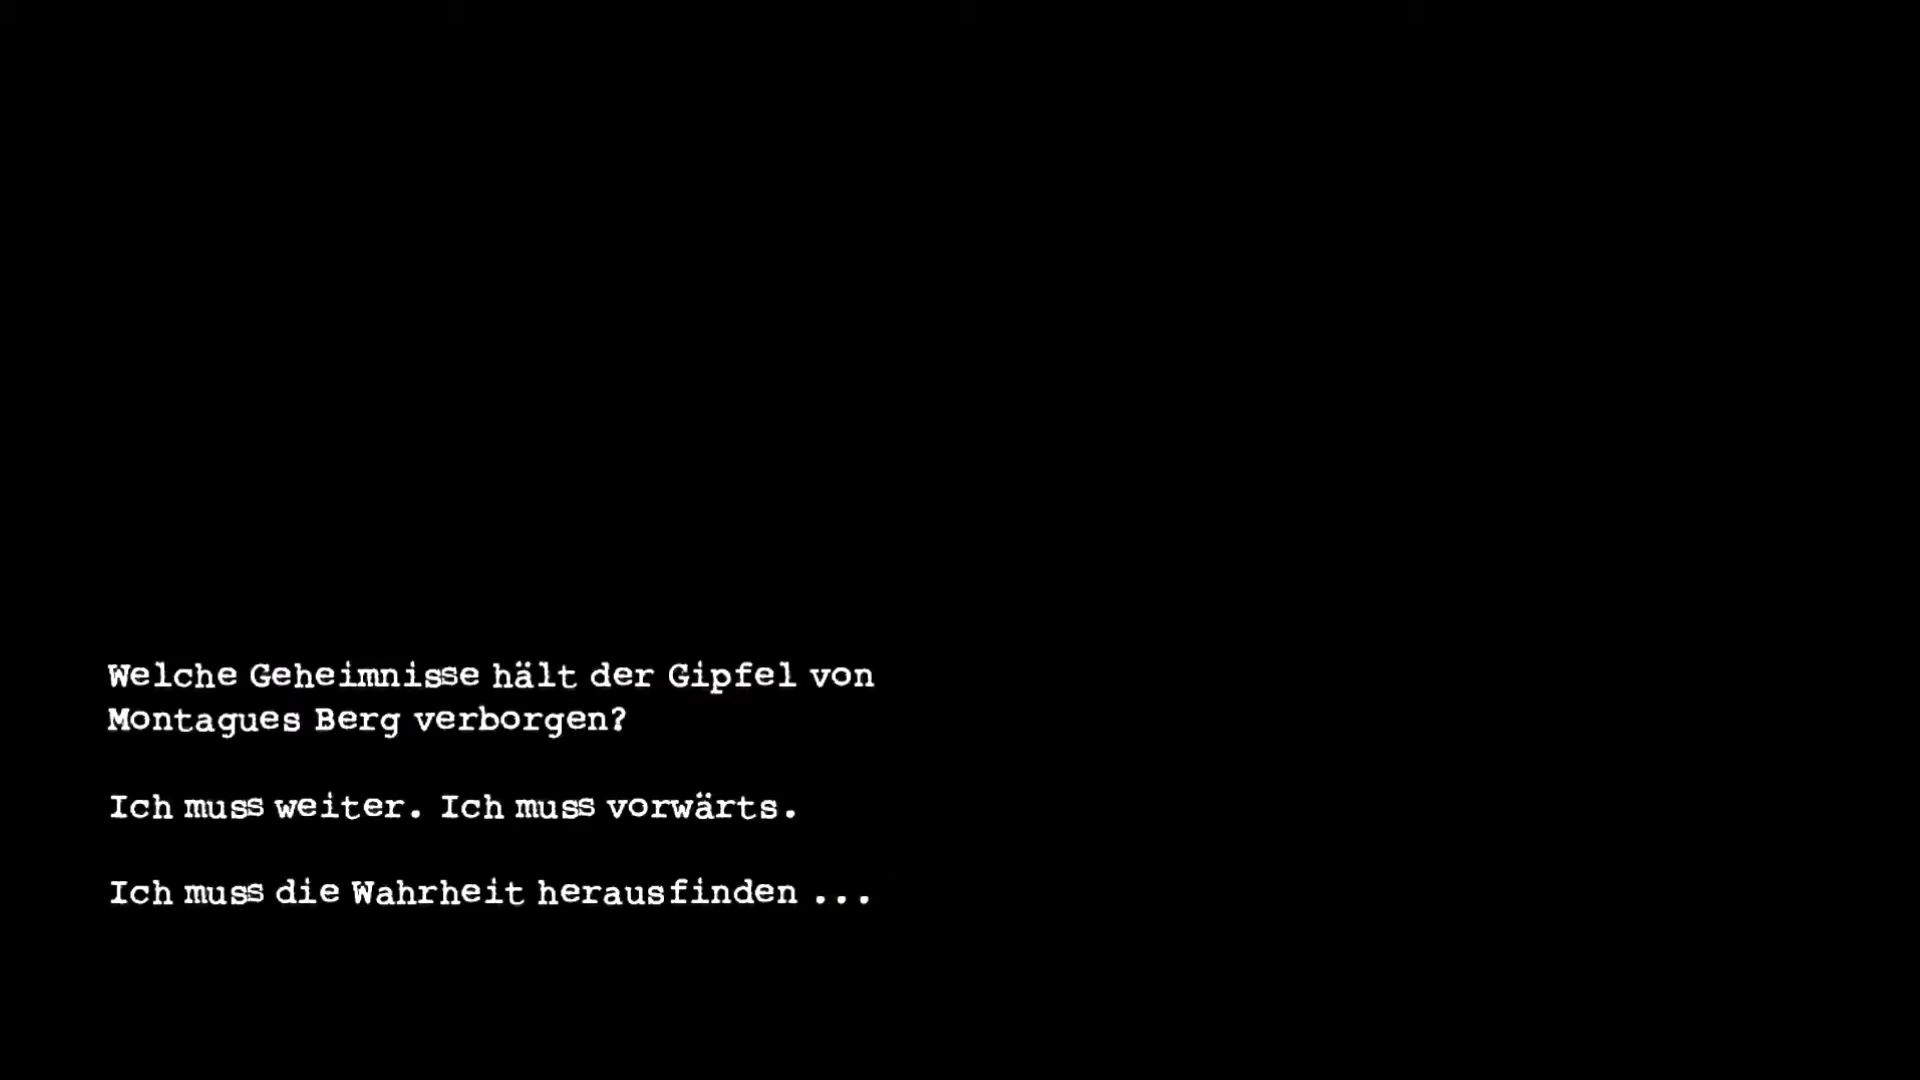 Welche Geheimnisse hält der Gipfel von
Montagues Berg verborgen?
Ich muss weiter. Ich muss vorwärts.
Ich muss die Wahrheit herausfinden ...